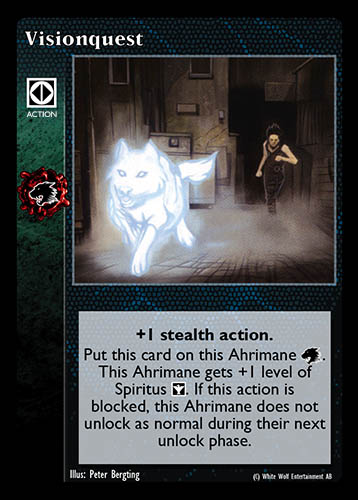 Visionquest
ACTION
+1 stealth action.
Put this card on this Ahrimane .
This Ahrimane gets +1 level of
Spiritus . If this action is
blocked, this Ahrimane does not
unlock as normal during their next
unlock phase.
Illus: Peter Bergting
(C) White Wolf Entertainment AB